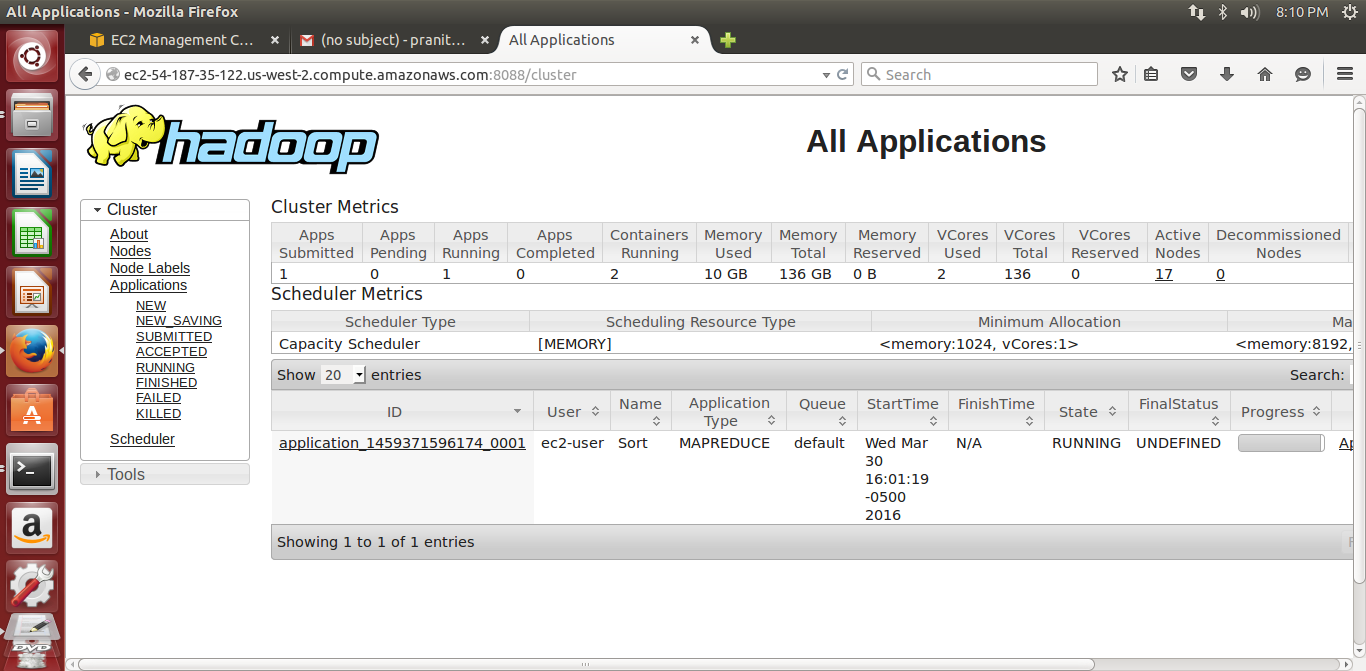 All Applications - Mozilla Firefox
8:10 PM
EC2 Management C...
(no subject) - pranit...
All Applications
ec2-54-187-35-122.us-west-2.compute.amazonaws.com:8088/cluster
Search
hadoop
All Applications
Cluster
About
Nodes
Node Labels
Applications
NEW
NEW_SAVING
SUBMITTED
ACCEPTED
RUNNING
FINISHED
FAILED
KILLED
Scheduler
Tools
Cluster Metrics
Apps Submitted Apps Pending Apps Running Apps Completed Containers Running Memory Used Memory Total Memory Reserved VCores Used VCores Total VCores Reserved Active Nodes Decommissioned Nodes
1 0 1 0 2 10 GB 136 GB 0 B 2 136 0 17 0
Scheduler Metrics
Scheduler Type Scheduling Resource Type Minimum Allocation Ma
Capacity Scheduler [MEMORY] <memory:1024, vCores:1> <memory:8192,
Show 20 entries Search:
ID User Name Application Type Queue StartTime FinishTime State FinalStatus Progress
application_1459371596174_0001 ec2-user Sort MAPREDUCE default Wed Mar N/A RUNNING UNDEFINED Ap
30
16:01:19
-0500
2016
Showing 1 to 1 of 1 entries